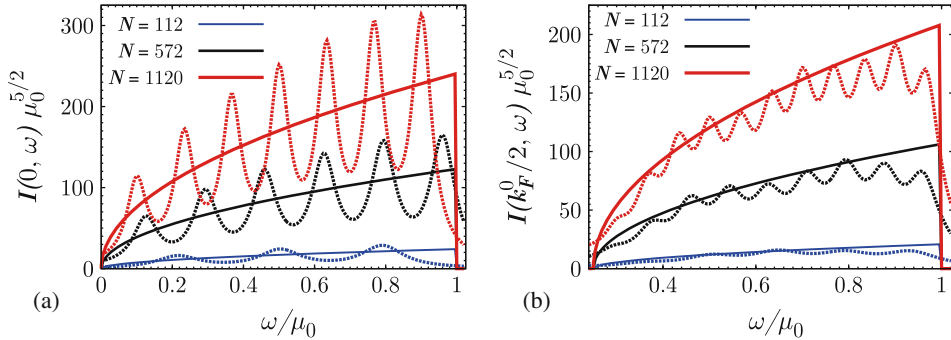 I(0, ω) μ₀^{5/2}
300
200
100
0
N = 112
N = 572
N = 1120
0 0.2 0.4 0.6 0.8 1
ω/μ₀
(a)
I(k_F^0/2, ω) μ₀^{5/2}
200
150
100
50
0
N = 112
N = 572
N = 1120
0.4 0.6 0.8 1
ω/μ₀
(b)